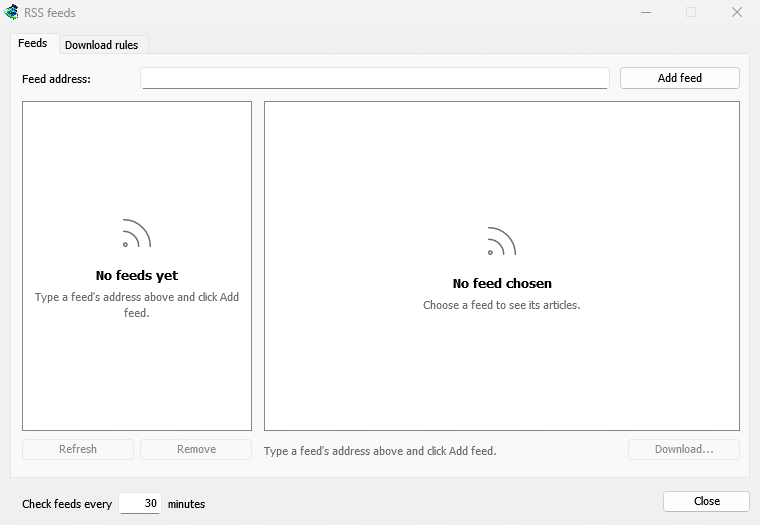 RSS feeds
Feeds
Download rules
Feed address:
Add feed
No feeds yet
Type a feed's address above and click Add
feed.
No feed chosen
Choose a feed to see its articles.
Refresh
Remove
Type a feed's address above and click Add feed.
Download...
Check feeds every 30 minutes
Close